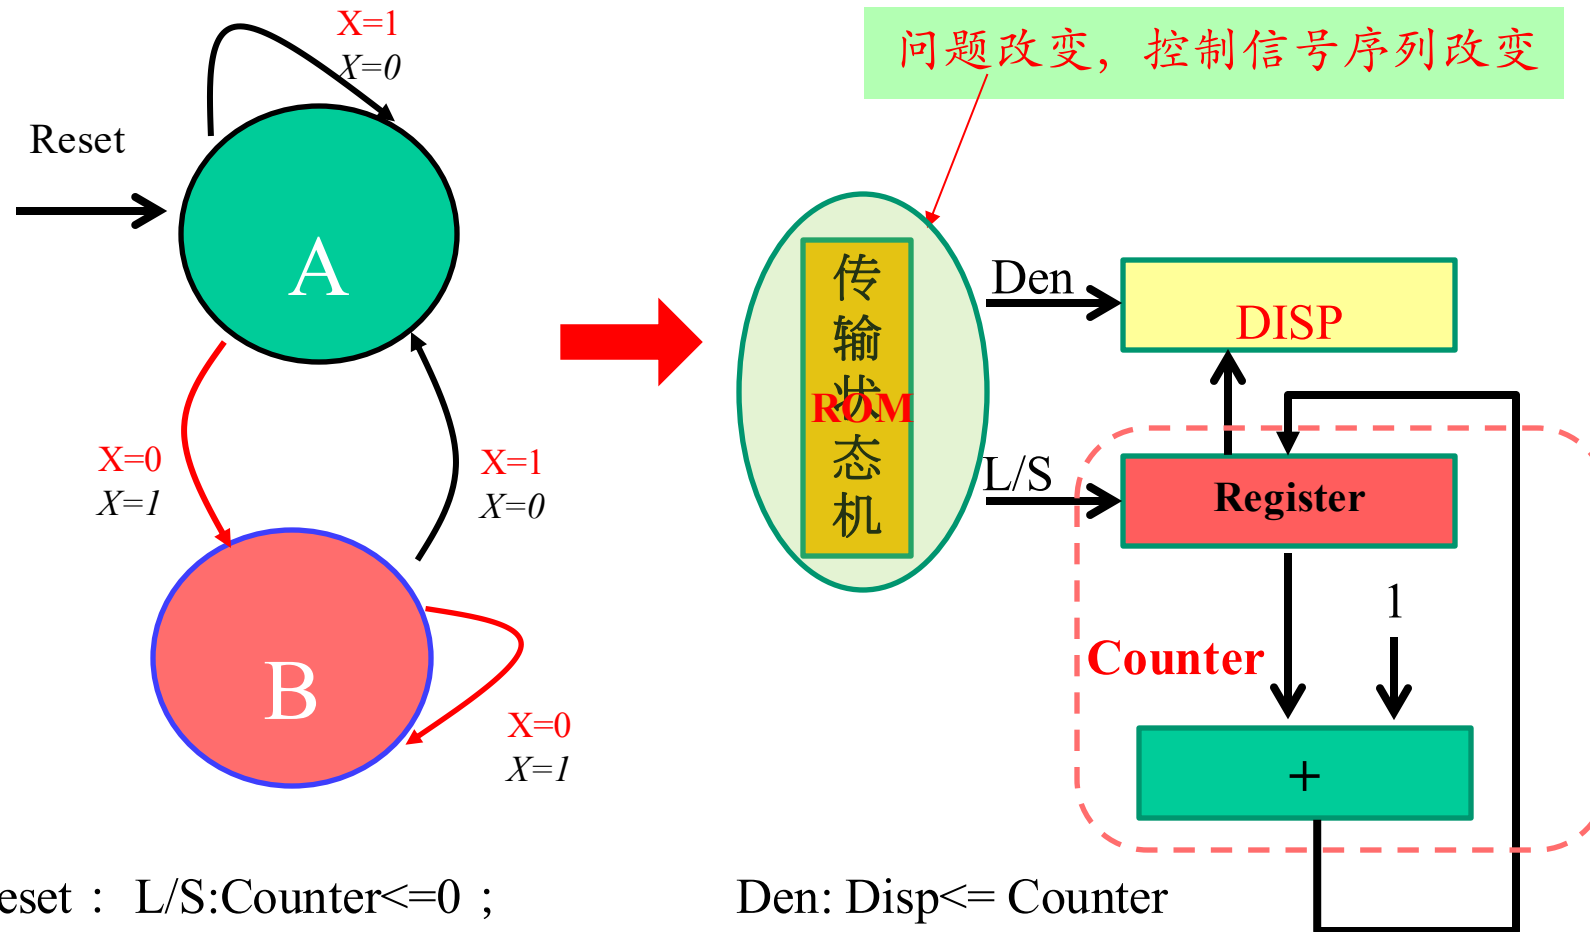 X=1
X=0
Reset
A
X=0
X=1
X=1
X=0
B
X=0
X=1
问题改变，控制信号序列改变
传输状态机
ROM
Den
DISP
L/S
Register
1
Counter
+
eset： L/S:Counter<=0；
Den: Disp<= Counter